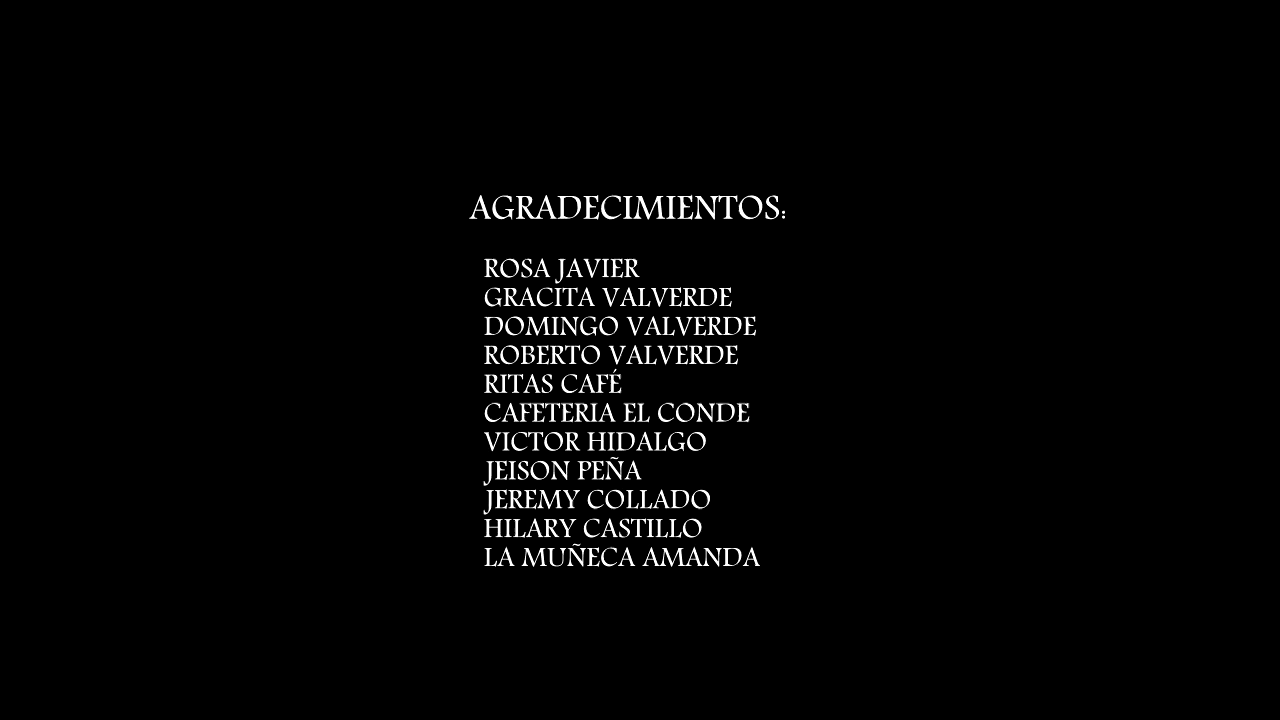 AGRADECIMIENTOS:
ROSA JAVIER
GRACITA VALVERDE
DOMINGO VALVERDE
ROBERTO VALVERDE
RITAS CAFÉ
CAFETERIA EL CONDE
VICTOR HIDALGO
JEISON PEÑA
JEREMY COLLADO
HILARY CASTILLO
LA MUÑECA AMANDA